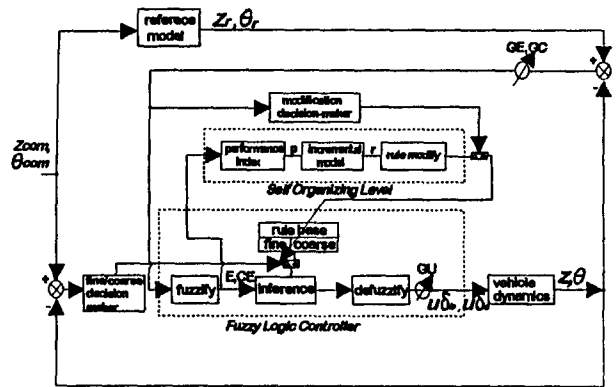 referece
model
Zr,θr
GE,GC
+
-
modification
decision-maker
performance
index
p
incremental
model
r
rule modify
Self Organizing Level
Zcom,
θcom
rule base
fine
coarse
+
-
fine/coarse
decision
maker
fuzzify
E,CE
inference
defuzzify
GU
vehicle
dynamics
Z,θ
Fuzzy Logic Controller